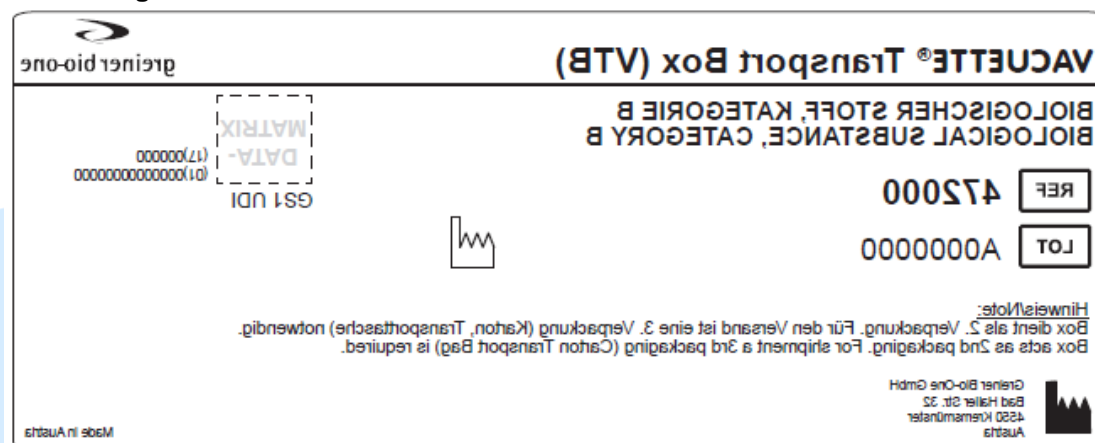 VACUETTE® Transport Box (VTB)
greiner bio-one
BIOLOGISCHER STOFF, KATEGORIE B
BIOLOGICAL SUBSTANCE, CATEGORY B
REF 472000
LOT A0000000
GS1 UDI
DATA-
MATRIX
(01)00000000000000
(17)000000
Hinweis/Note:
Box dient als 2. Verpackung. Für den Versand ist eine 3. Verpackung (Karton, Transporttasche) notwendig.
Box acts as 2nd packaging. For shipment a 3rd packaging (Carton Transport Bag) is required.
Greiner Bio-One GmbH
Bad Haller Str. 32
4550 Kremsmünster
Austria
Made in Austria